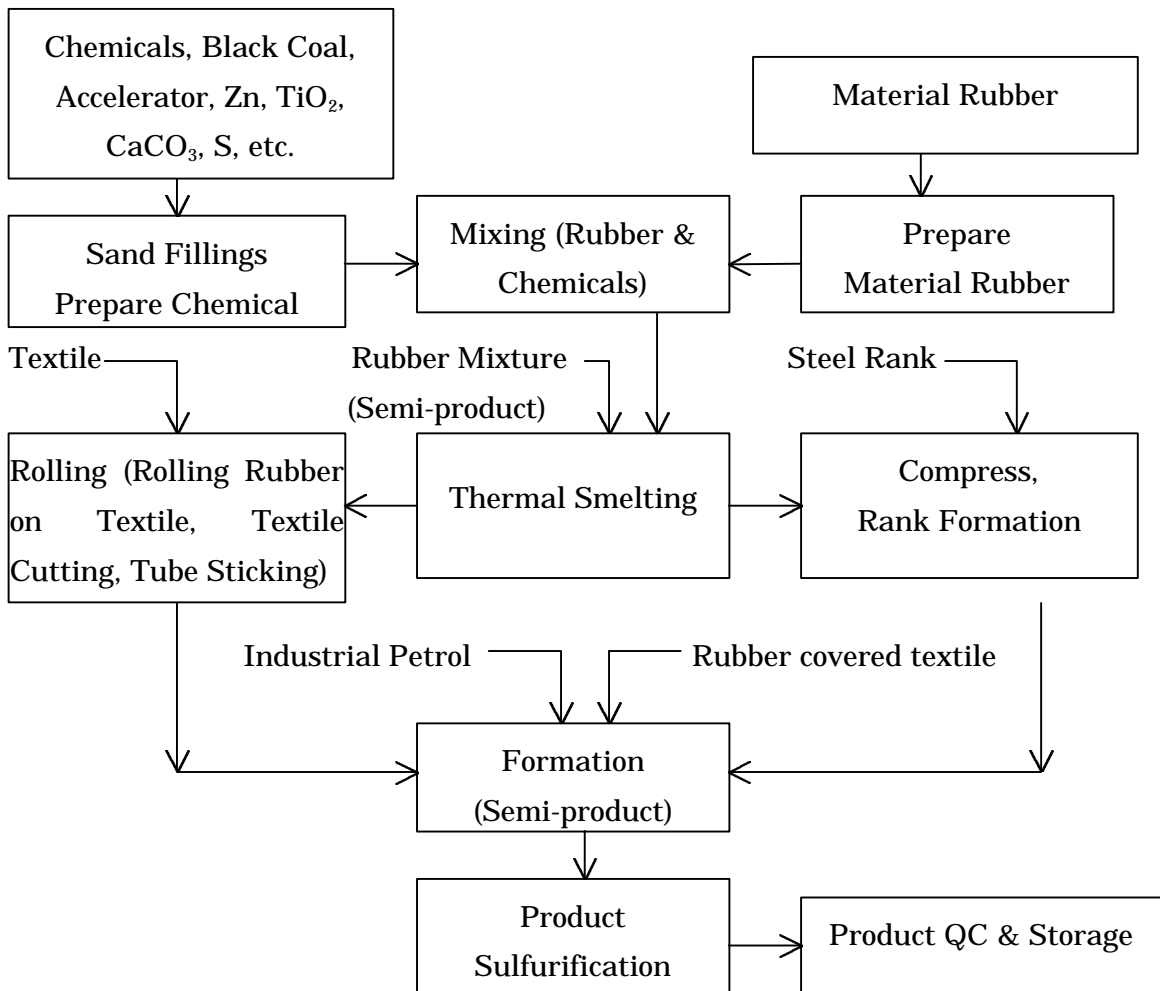 Chemicals, Black Coal,
Accelerator, Zn, TiO₂,
CaCO₃, S, etc.
Material Rubber
Sand Fillings
Prepare Chemical
Mixing (Rubber &
Chemicals)
Prepare
Material Rubber
Textile
Rubber Mixture
(Semi-product)
Steel Rank
Rolling (Rolling Rubber
on Textile, Textile
Cutting, Tube Sticking)
Thermal Smelting
Compress,
Rank Formation
Industrial Petrol
Rubber covered textile
Formation
(Semi-product)
Product
Sulfurification
Product QC & Storage